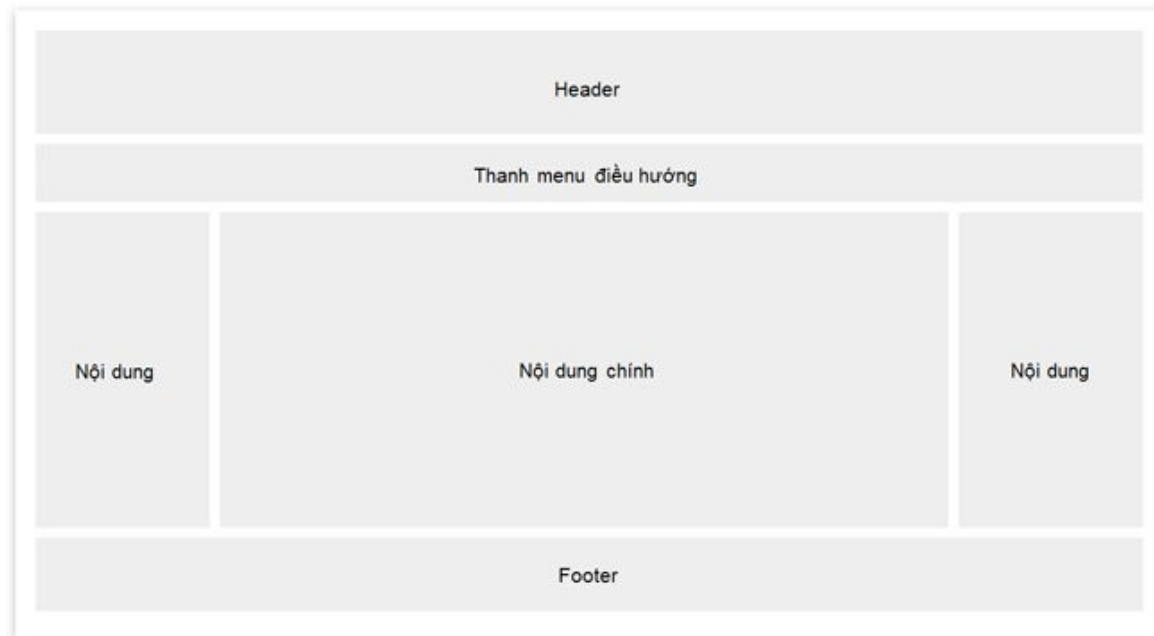 Header
Thanh menu điều hướng
Nội dung
Nội dung chính
Nội dung
Footer